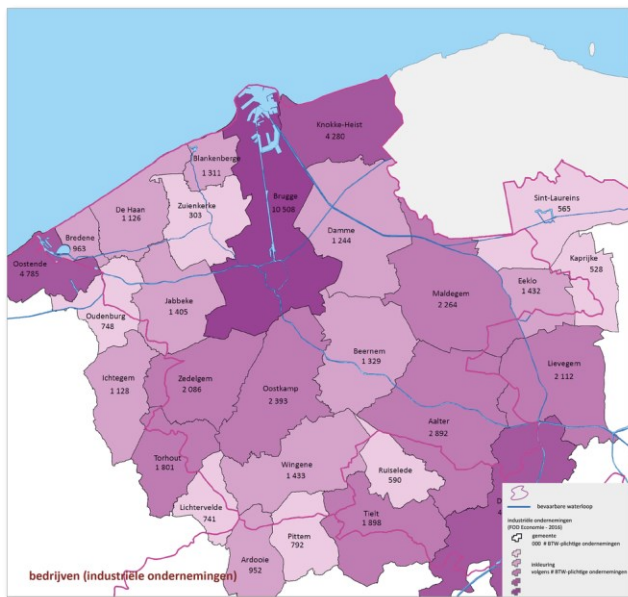 Knokke-Heist
4 280
Blankenberge
1 311
De Haan
1 126
Zuienkerke
303
Brugge
10 508
Damme
1 244
Sint-Laureins
565
Bredene
963
Oostende
4 785
Kaprijke
528
Eeklo
1 432
Maldegem
2 264
Jabbeke
1 405
Oudenburg
748
Beernem
1 329
Lievegem
2 112
Ichtegem
1 128
Zedelgem
2 086
Oostkamp
2 393
Aalter
2 892
Torhout
1 801
Wingene
1 433
Ruiselede
590
Lichtervelde
741
Pittem
792
Tielt
1 898
Ardooie
952
D
4
bevaarbare waterloop
industriële ondernemingen
(FOD Economie - 2016)
gemeente
000 # BTW-plichtige ondernemingen
inkleuring
volgens # BTW-plichtige ondernemingen
bedrijven (industriële ondernemingen)